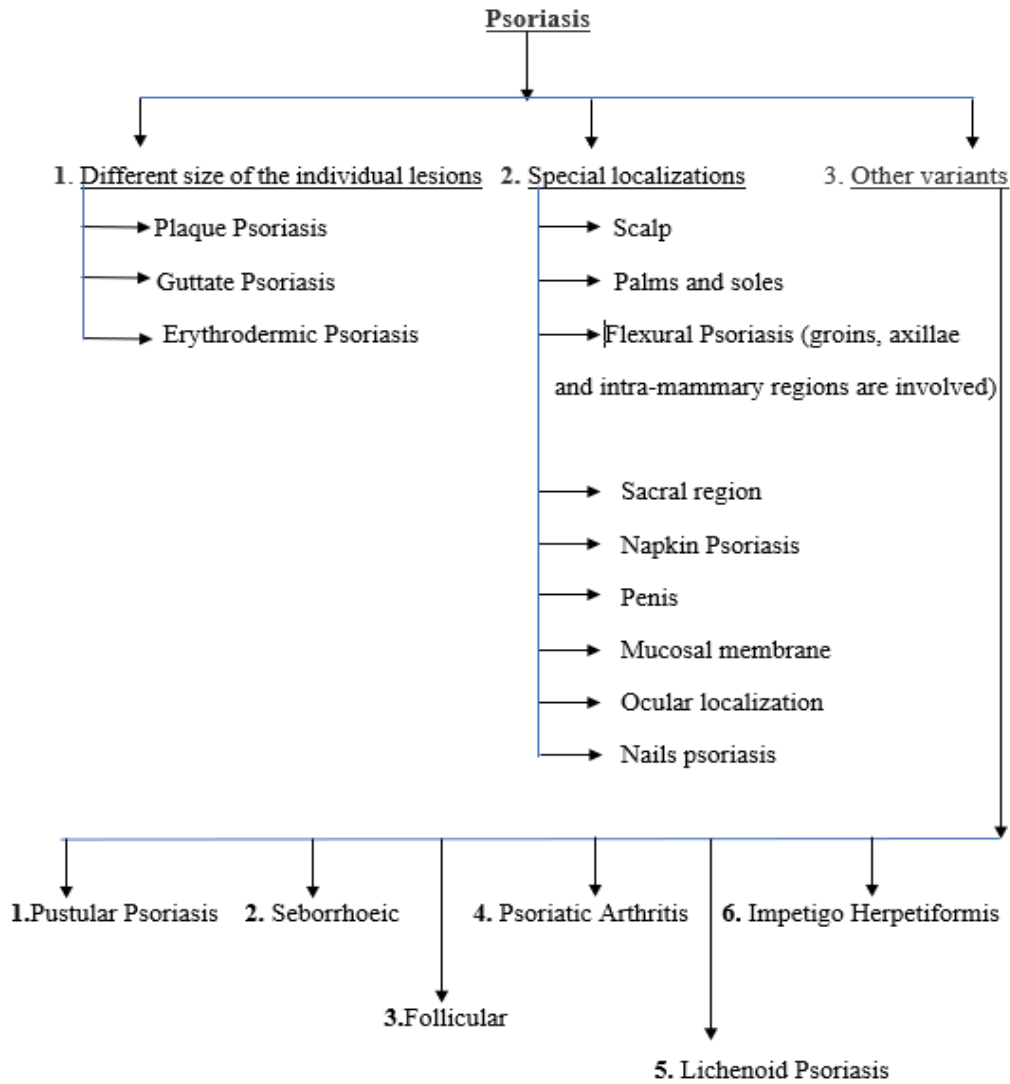 Psoriasis
1. Different size of the individual lesions
Plaque Psoriasis
Guttate Psoriasis
Erythrodermic Psoriasis
2. Special localizations
Scalp
Palms and soles
Flexural Psoriasis (groins, axillae
and intra-mammary regions are involved)
Sacral region
Napkin Psoriasis
Penis
Mucosal membrane
Ocular localization
Nails psoriasis
3. Other variants
1.Pustular Psoriasis
2. Seborrhoeic
3.Follicular
4. Psoriatic Arthritis
5. Lichenoid Psoriasis
6. Impetigo Herpetiformis